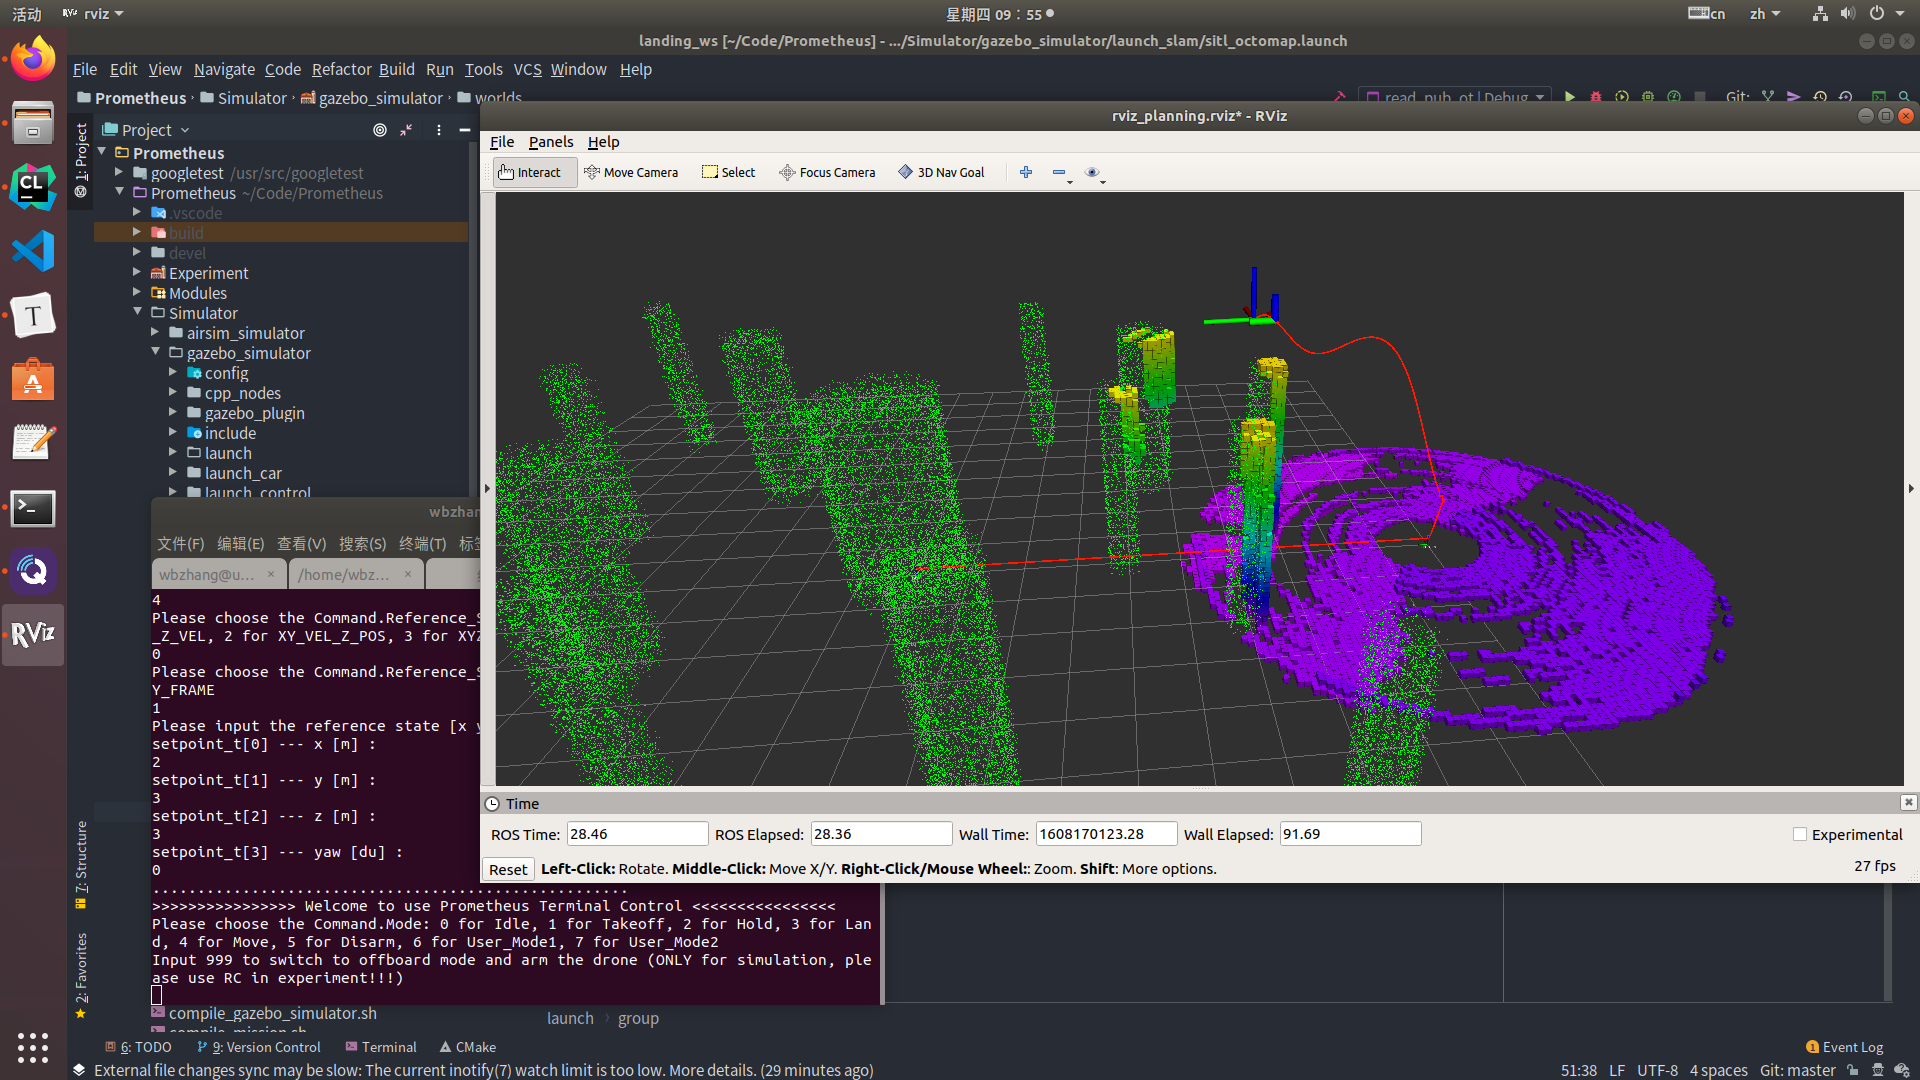 活动
rviz
星期四 09：55
cn
zh
landing_ws [~/Code/Prometheus] - .../Simulator/gazebo_simulator/launch_slam/sitl_octomap.launch
File Edit View Navigate Code Refactor Build Run Tools VCS Window Help
Prometheus Simulator gazebo_simulator worlds
read_pub_ot | Debug
Git:
1: Project
Project
Prometheus
googletest /usr/src/googletest
Prometheus ~/Code/Prometheus
.vscode
build
devel
Experiment
Modules
Simulator
airsim_simulator
gazebo_simulator
config
cpp_nodes
gazebo_plugin
include
launch
launch_car
launch_control
rviz_planning.rviz* - RViz
File Panels Help
Interact Move Camera Select Focus Camera 3D Nav Goal
Time
ROS Time: 28.46 ROS Elapsed: 28.36 Wall Time: 1608170123.28 Wall Elapsed: 91.69 Experimental
Reset Left-Click: Rotate. Middle-Click: Move X/Y. Right-Click/Mouse Wheel:: Zoom. Shift: More options.
27 fps
wbzhan
文件(F) 编辑(E) 查看(V) 搜索(S) 终端(T)
wbzhang@u... × /home/wbz... ×
4
Please choose the Command.Reference_S
_Z_VEL, 2 for XY_VEL_Z_POS, 3 for XYZ
0
Please choose the Command.Reference_S
Y_FRAME
1
Please input the reference state [x y
setpoint_t[0] --- x [m] :
2
setpoint_t[1] --- y [m] :
3
setpoint_t[2] --- z [m] :
3
setpoint_t[3] --- yaw [du] :
0
.....................................................
>>>>>>>>>>>>>>>> Welcome to use Prometheus Terminal Control <<<<<<<<<<<<<<<<
Please choose the Command.Mode: 0 for Idle, 1 for Takeoff, 2 for Hold, 3 for Lan
d, 4 for Move, 5 for Disarm, 6 for User_Mode1, 7 for User_Mode2
Input 999 to switch to offboard mode and arm the drone (ONLY for simulation, ple
ase use RC in experiment!!!)
7: Structure
2: Favorites
compile_gazebo_simulator.sh
compile_mission.sh
launch group
6: TODO 9: Version Control Terminal CMake
1 Event Log
External file changes sync may be slow: The current inotify(7) watch limit is too low. More details. (29 minutes ago)
51:38 LF UTF-8 4 spaces Git: master
CL
T
A
RViz